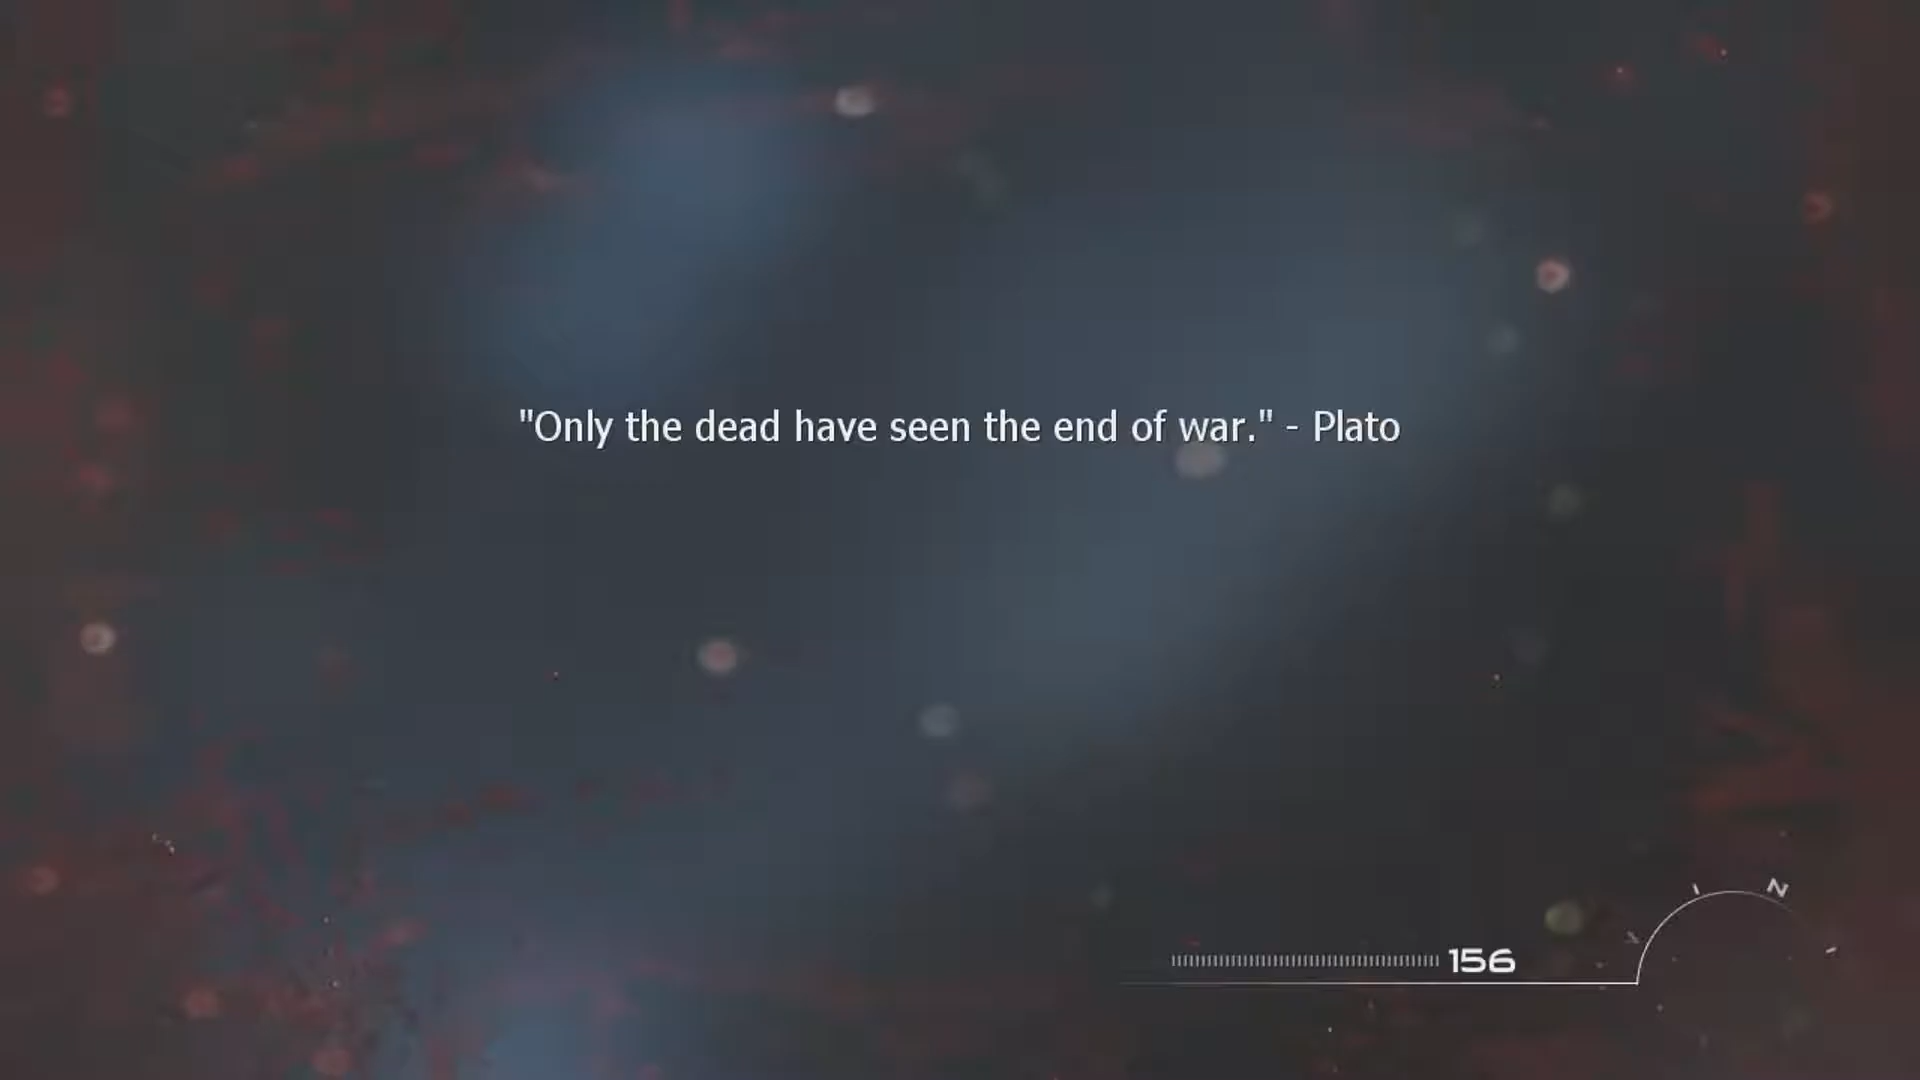 "Only the dead have seen the end of war." - Plato
N
156